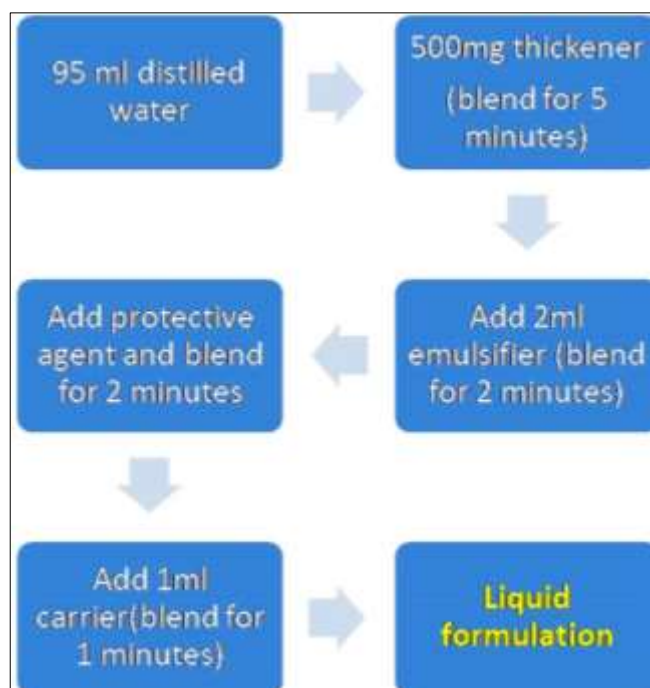 95 ml distilled
water
500mg thickener
(blend for 5
minutes)
Add 2ml
emulsifier (blend
for 2 minutes)
Add protective
agent and blend
for 2 minutes
Add 1ml
carrier(blend for
1 minutes)
Liquid
formulation